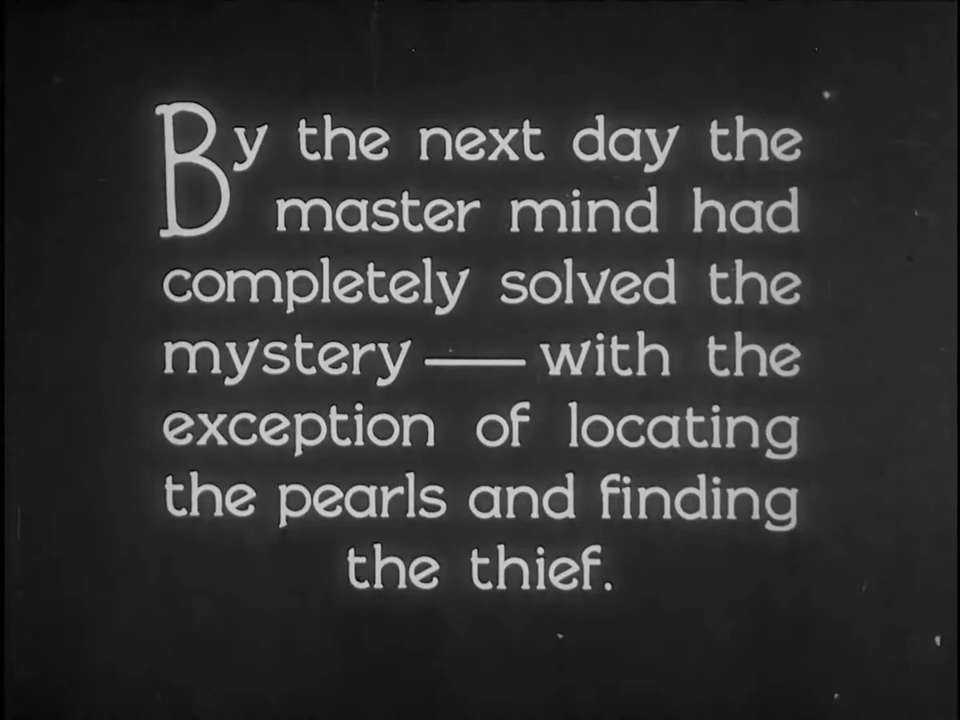 By the next day the
master mind had
completely solved the
mystery — with the
exception of locating
the pearls and finding
the thief.